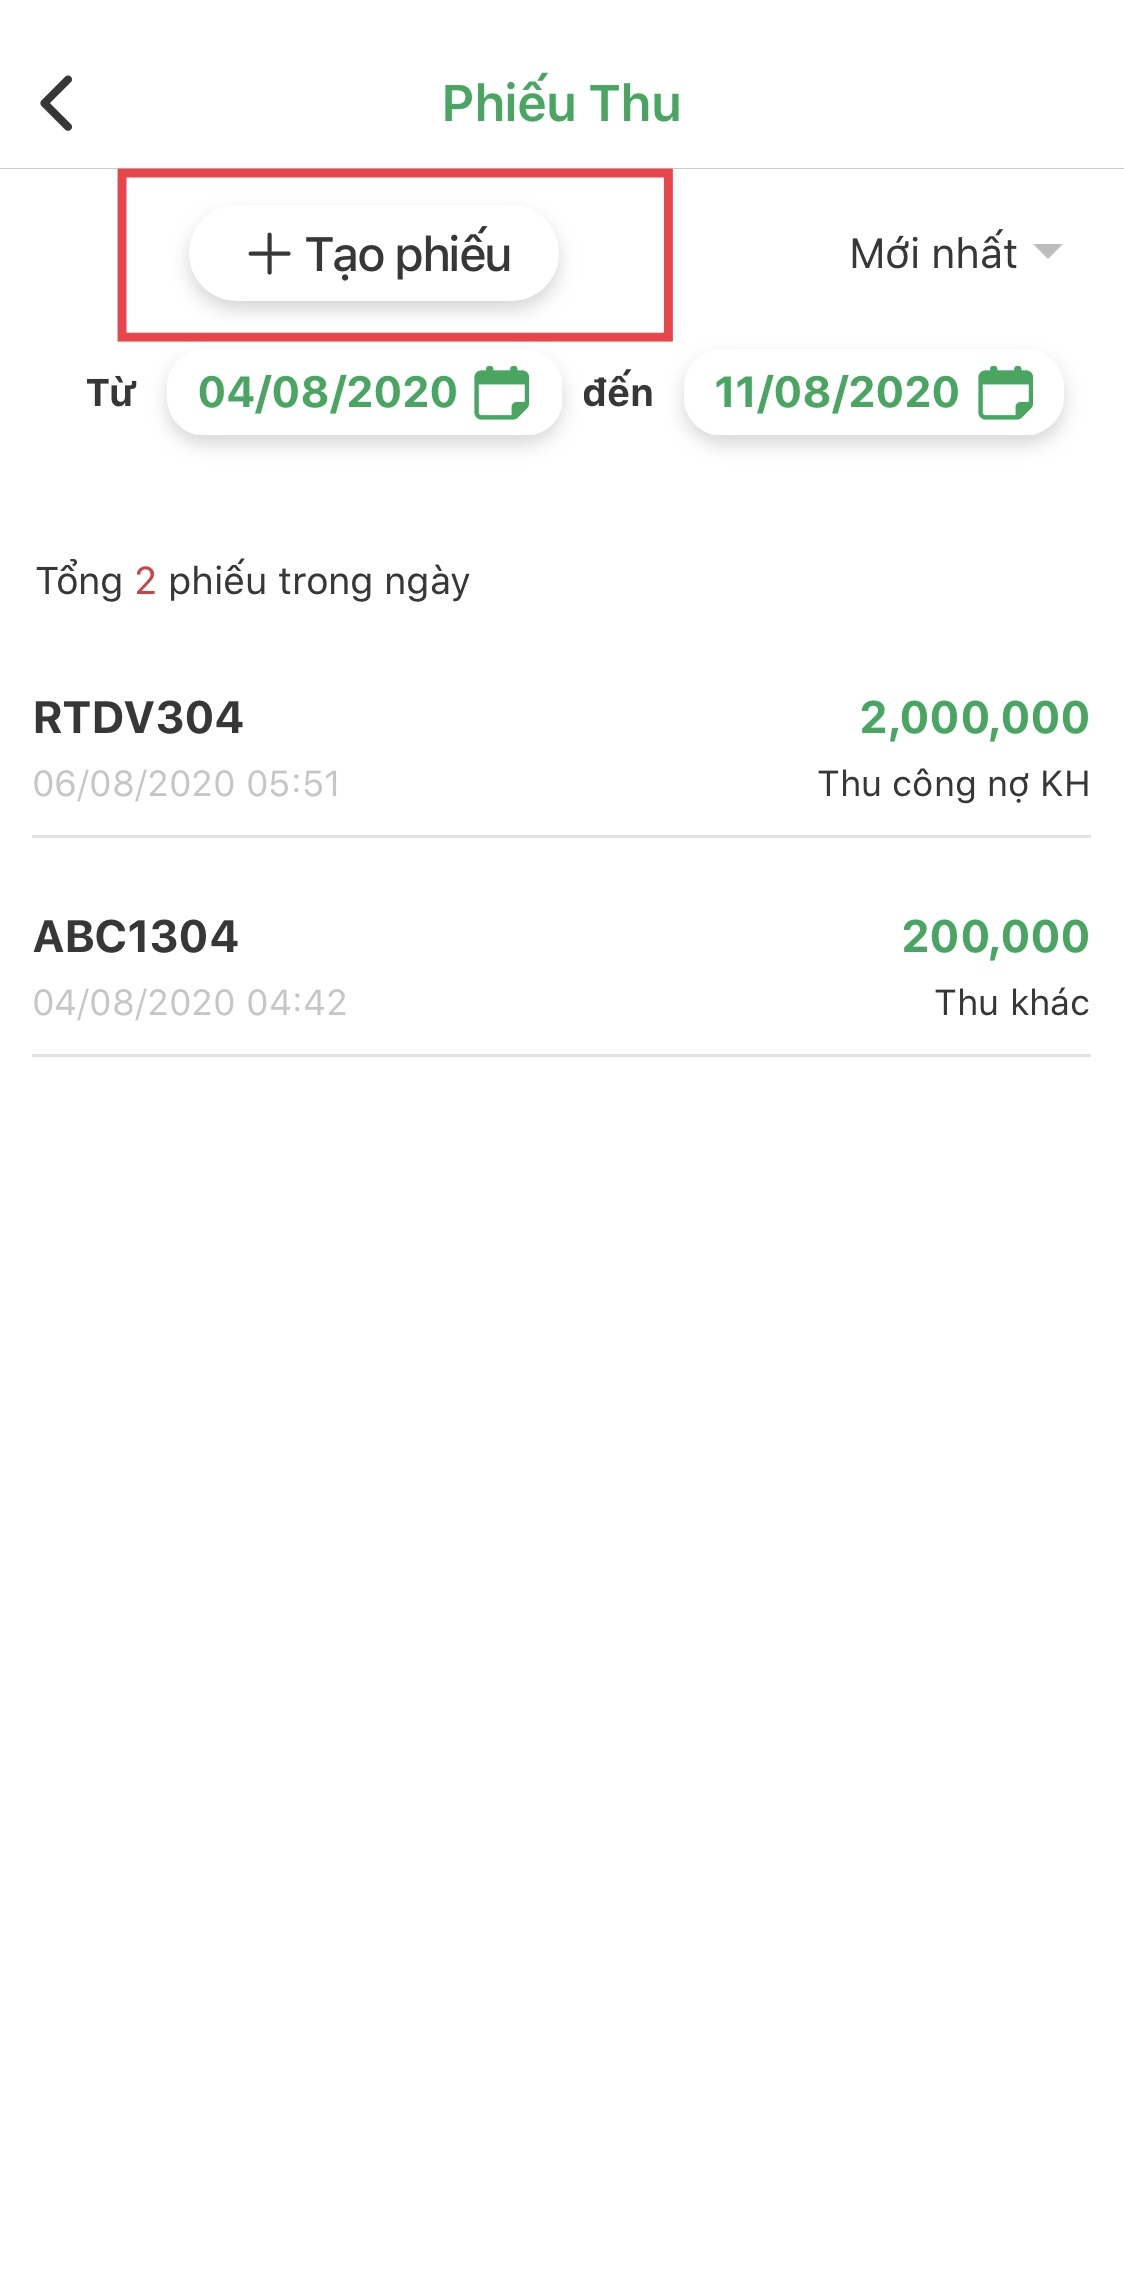 Phiếu Thu
+ Tạo phiếu
Mới nhất
Từ 04/08/2020 đến 11/08/2020
Tổng 2 phiếu trong ngày
RTDV304 2,000,000
06/08/2020 05:51 Thu công nợ KH
ABC1304 200,000
04/08/2020 04:42 Thu khác